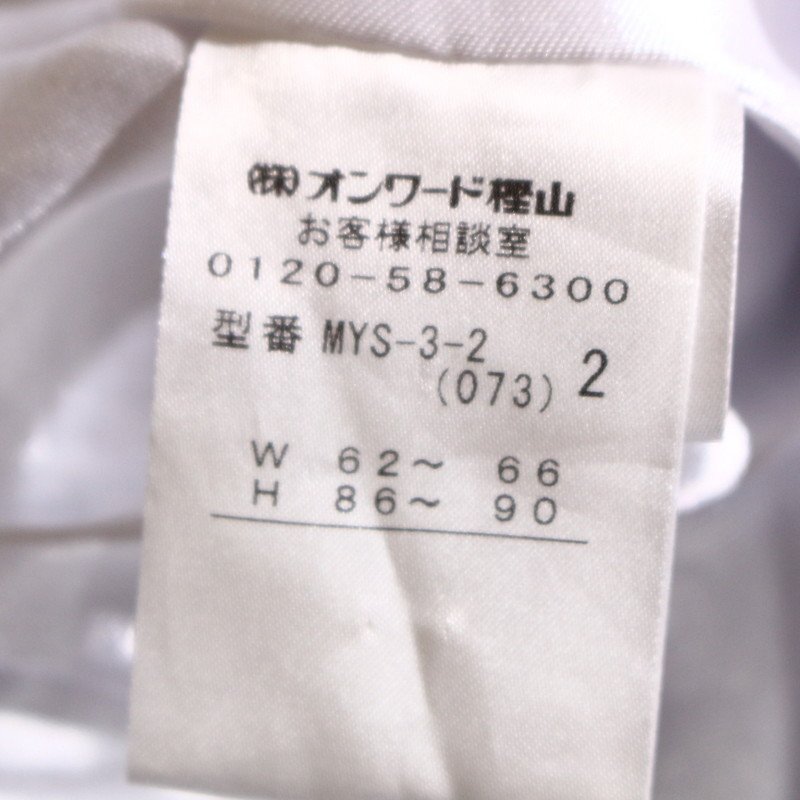 (株)オンワード樫山
お客様相談室
0120-58-6300
型番 MYS-3-2
(073) 2
W 62～ 66
H 86～ 90